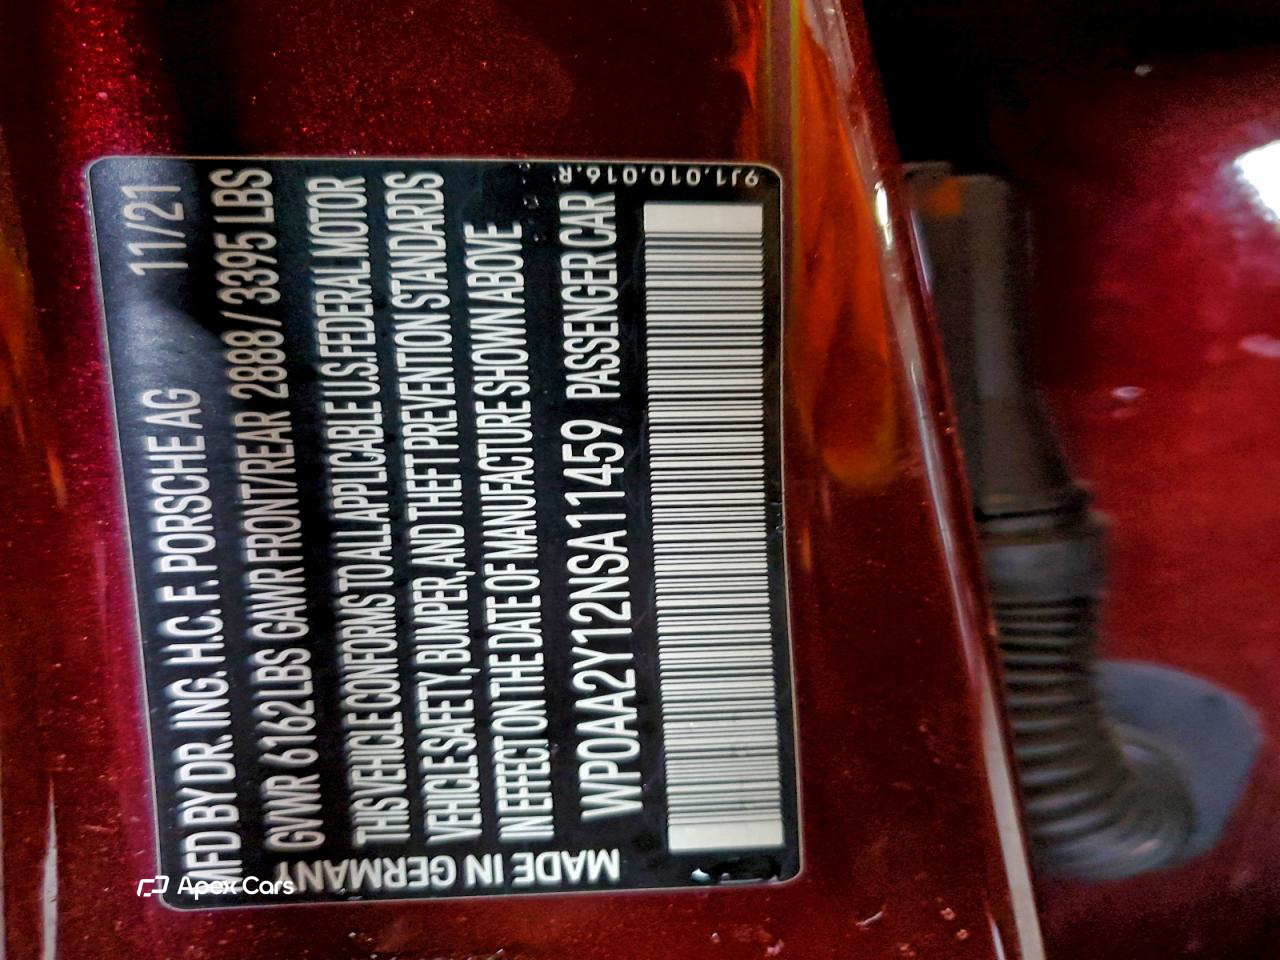 MFD BY DR. ING. H.C. F. PORSCHE AG 11/21
GVWR 6162 LBS GAWR FRONT/REAR 2888 / 3395 LBS
THIS VEHICLE CONFORMS TO ALL APPLICABLE U.S. FEDERAL MOTOR
VEHICLE SAFETY, BUMPER, AND THEFT PREVENTION STANDARDS
IN EFFECT ON THE DATE OF MANUFACTURE SHOWN ABOVE
WP0AA2Y12NSA11459 PASSENGER CAR
MADE IN GERMANY
9J1.010.016.R
Apex Cars